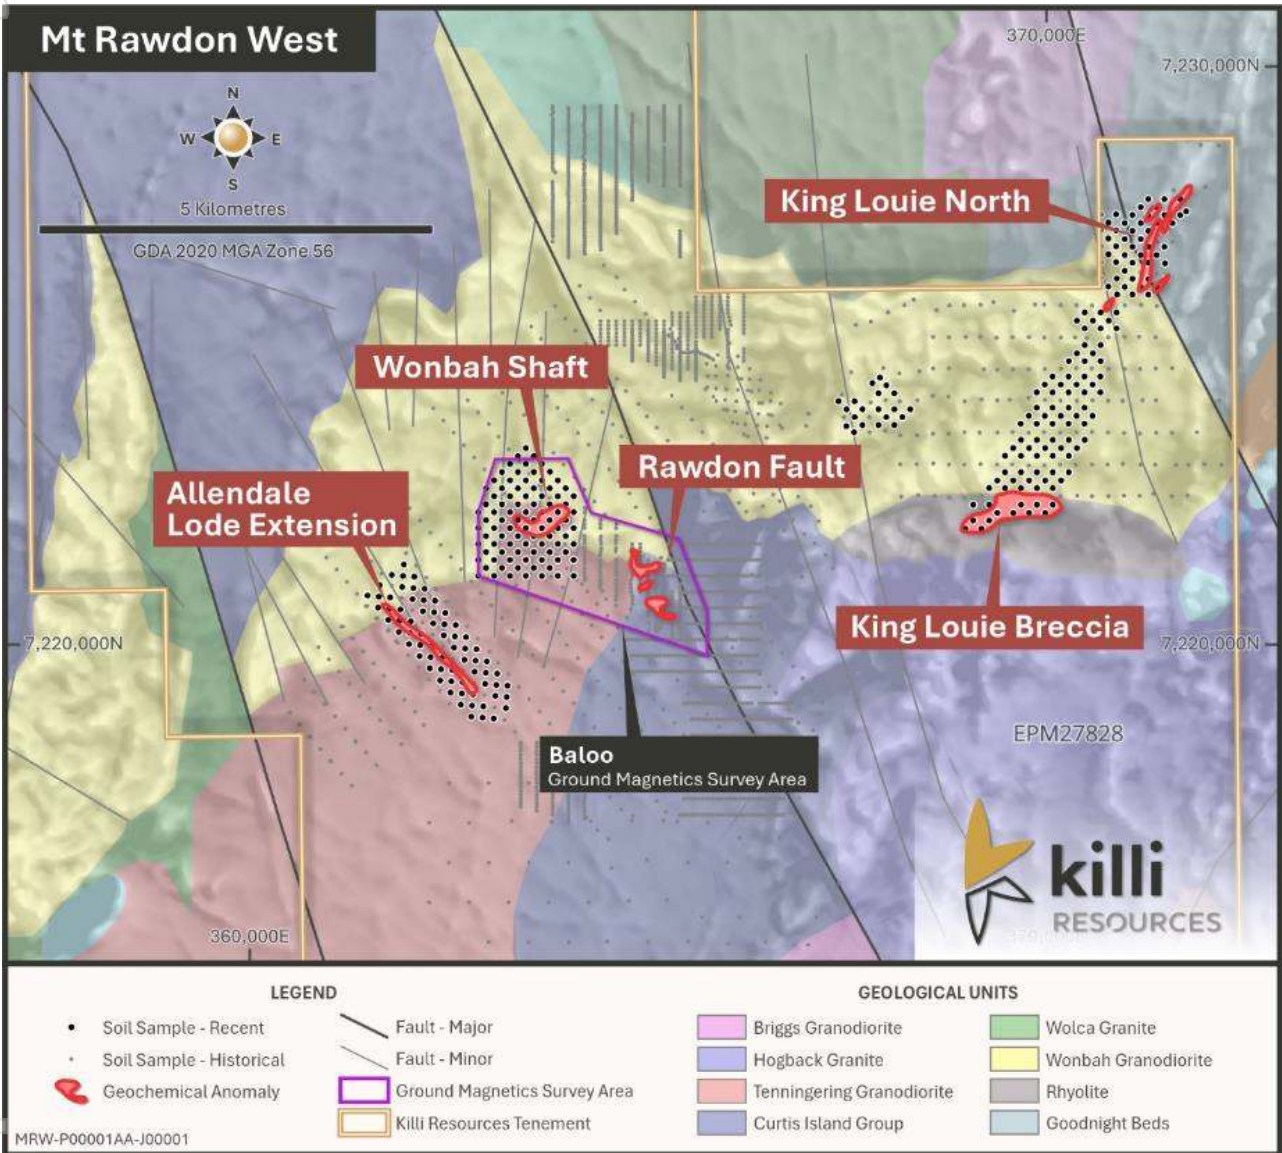 Mt Rawdon West
370,000E
7,230,000N
N
W
E
S
5 Kilometres
GDA 2020 MGA Zone 56
King Louie North
Wonbah Shaft
Rawdon Fault
Allendale
Lode Extension
King Louie Breccia
7,220,000N
7,220,000N
EPM27828
Baloo
Ground Magnetics Survey Area
killi
RESOURCES
360,000E
370,000E
LEGEND
Soil Sample - Recent
Soil Sample - Historical
Geochemical Anomaly
Fault - Major
Fault - Minor
Ground Magnetics Survey Area
Killi Resources Tenement
MRW-P00001AA-J00001
GEOLOGICAL UNITS
Briggs Granodiorite
Hogback Granite
Tenningering Granodiorite
Curtis Island Group
Wolca Granite
Wonbah Granodiorite
Rhyolite
Goodnight Beds